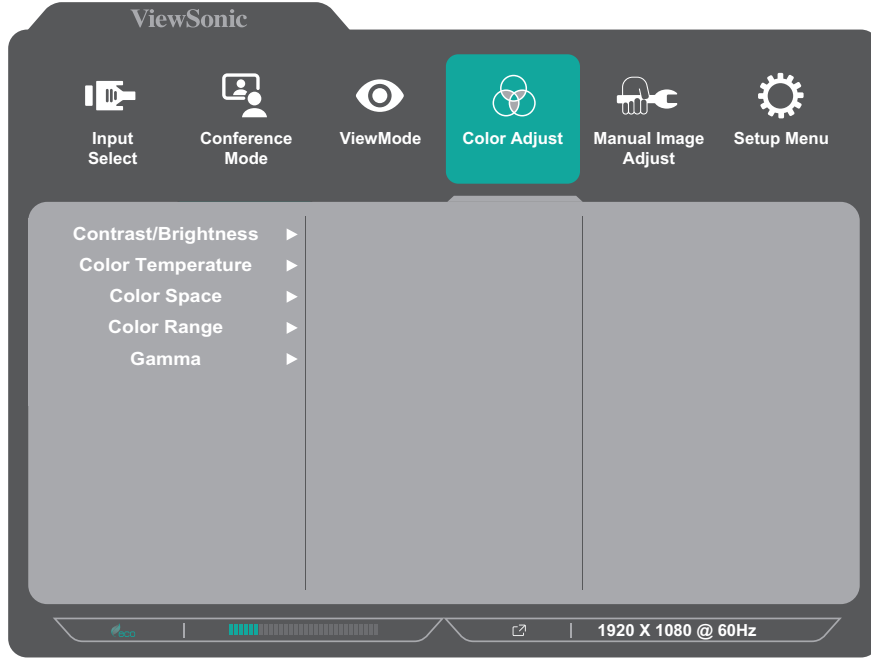 ViewSonic
Input
Select
Conference
Mode
ViewMode
Color Adjust
Manual Image
Adjust
Setup Menu
Contrast/Brightness
Color Temperature
Color Space
Color Range
Gamma
eco
1920 X 1080 @ 60Hz